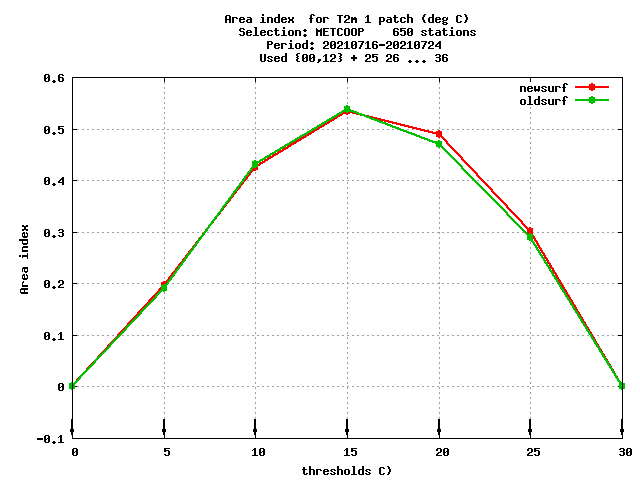 Area index  for T2m 1 patch (deg C)
Selection: METCOOP    650 stations
Period: 20210716-20210724
Used {00,12} + 25 26 ... 36
newsurf
oldsurf
0.6
0.5
0.4
0.3
0.2
0.1
0
-0.1
Area index
0 5 10 15 20 25 30
thresholds C)